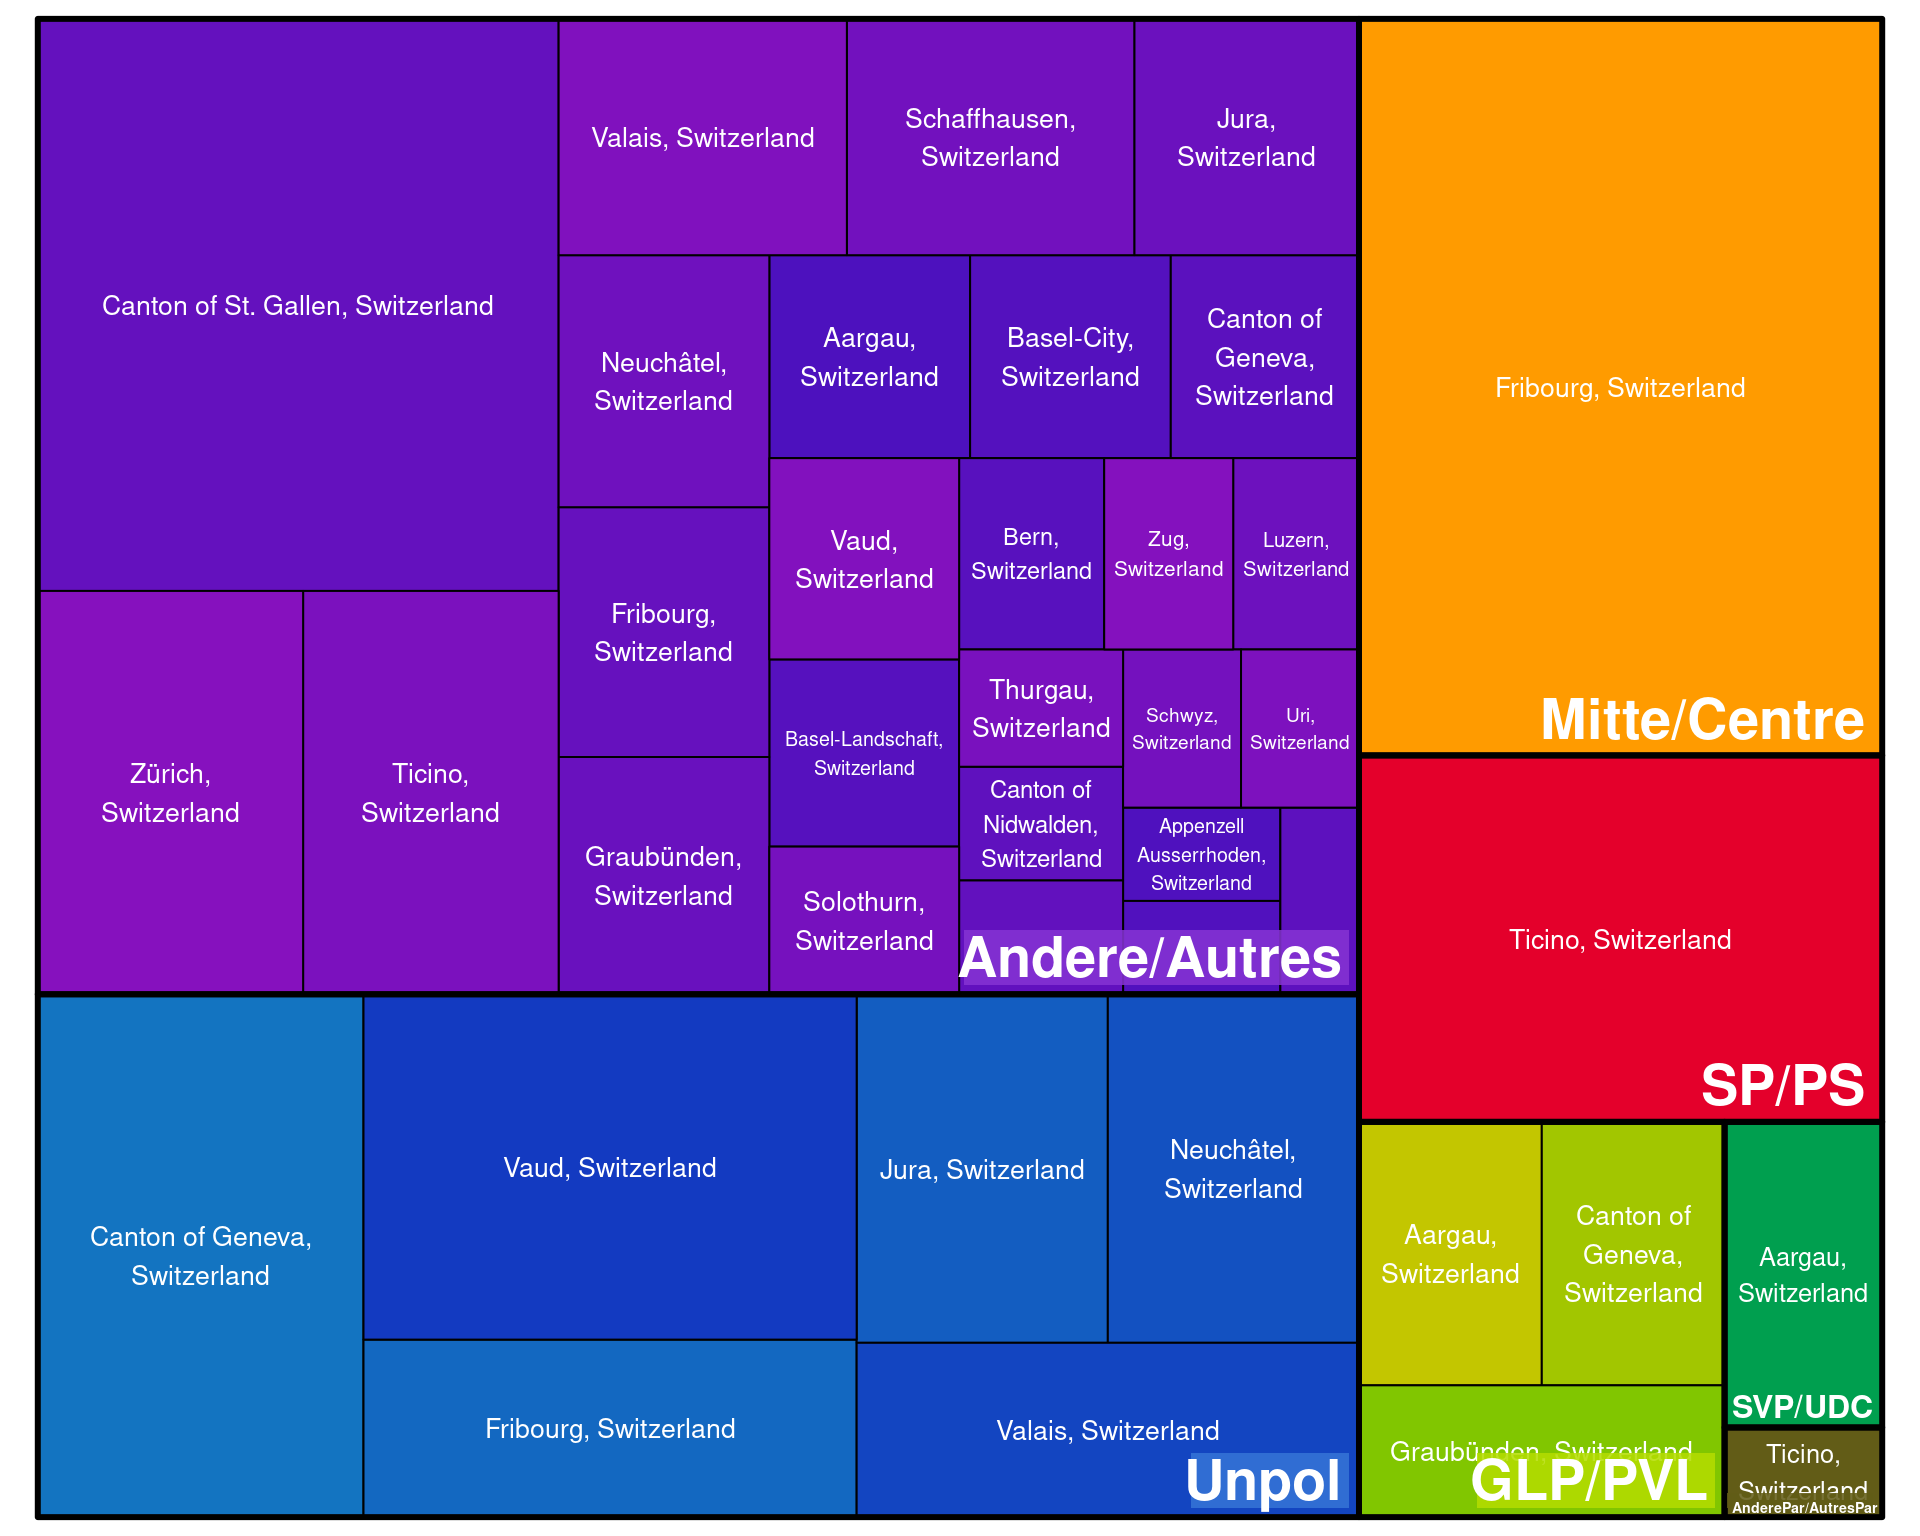 Canton of St. Gallen, Switzerland
Zürich,
Switzerland
Ticino,
Switzerland
Valais, Switzerland
Schaffhausen,
Switzerland
Jura,
Switzerland
Neuchâtel,
Switzerland
Aargau,
Switzerland
Basel-City,
Switzerland
Canton of
Geneva,
Switzerland
Fribourg,
Switzerland
Graubünden,
Switzerland
Vaud,
Switzerland
Bern,
Switzerland
Zug,
Switzerland
Luzern,
Switzerland
Basel-Landschaft,
Switzerland
Solothurn,
Switzerland
Thurgau,
Switzerland
Schwyz,
Switzerland
Uri,
Switzerland
Canton of
Nidwalden,
Switzerland
Appenzell
Ausserrhoden,
Switzerland
Andere/Autres
Canton of Geneva,
Switzerland
Vaud, Switzerland
Fribourg, Switzerland
Jura, Switzerland
Neuchâtel,
Switzerland
Valais, Switzerland
Unpol
Fribourg, Switzerland
Mitte/Centre
Ticino, Switzerland
SP/PS
Aargau,
Switzerland
Canton of
Geneva,
Switzerland
Graubünden, Switzerland
GLP/PVL
Aargau,
Switzerland
SVP/UDC
Ticino,
Switzerland
AnderePar/AutresPar